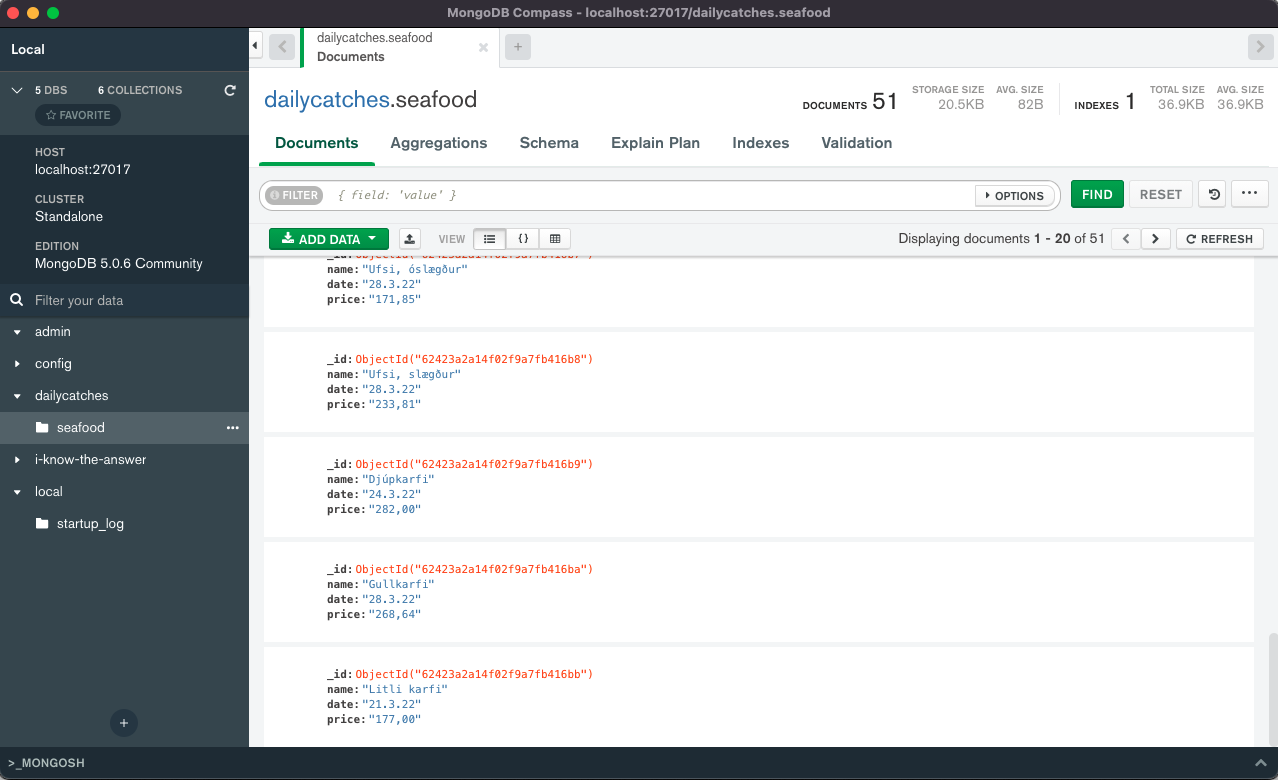 MongoDB Compass - localhost:27017/dailycatches.seafood
Local
5 DBS 6 COLLECTIONS
FAVORITE
HOST
localhost:27017
CLUSTER
Standalone
EDITION
MongoDB 5.0.6 Community
Filter your data
admin
config
dailycatches
seafood
i-know-the-answer
local
startup_log
dailycatches.seafood
Documents
dailycatches.seafood
DOCUMENTS 51
STORAGE SIZE
20.5KB
AVG. SIZE
82B
INDEXES 1
TOTAL SIZE
36.9KB
AVG. SIZE
36.9KB
Documents Aggregations Schema Explain Plan Indexes Validation
FILTER { field: 'value' } OPTIONS FIND RESET
ADD DATA VIEW {} Displaying documents 1 - 20 of 51 REFRESH
name: "Ufsi, óslægður"
date: "28.3.22"
price: "171,85"
_id: ObjectId("62423a2a14f02f9a7fb416b8")
name: "Ufsi, slægður"
date: "28.3.22"
price: "233,81"
_id: ObjectId("62423a2a14f02f9a7fb416b9")
name: "Djúpkarfi"
date: "24.3.22"
price: "282,00"
_id: ObjectId("62423a2a14f02f9a7fb416ba")
name: "Gullkarfi"
date: "28.3.22"
price: "268,64"
_id: ObjectId("62423a2a14f02f9a7fb416bb")
name: "Litli karfi"
date: "21.3.22"
price: "177,00"
>_MONGOSH